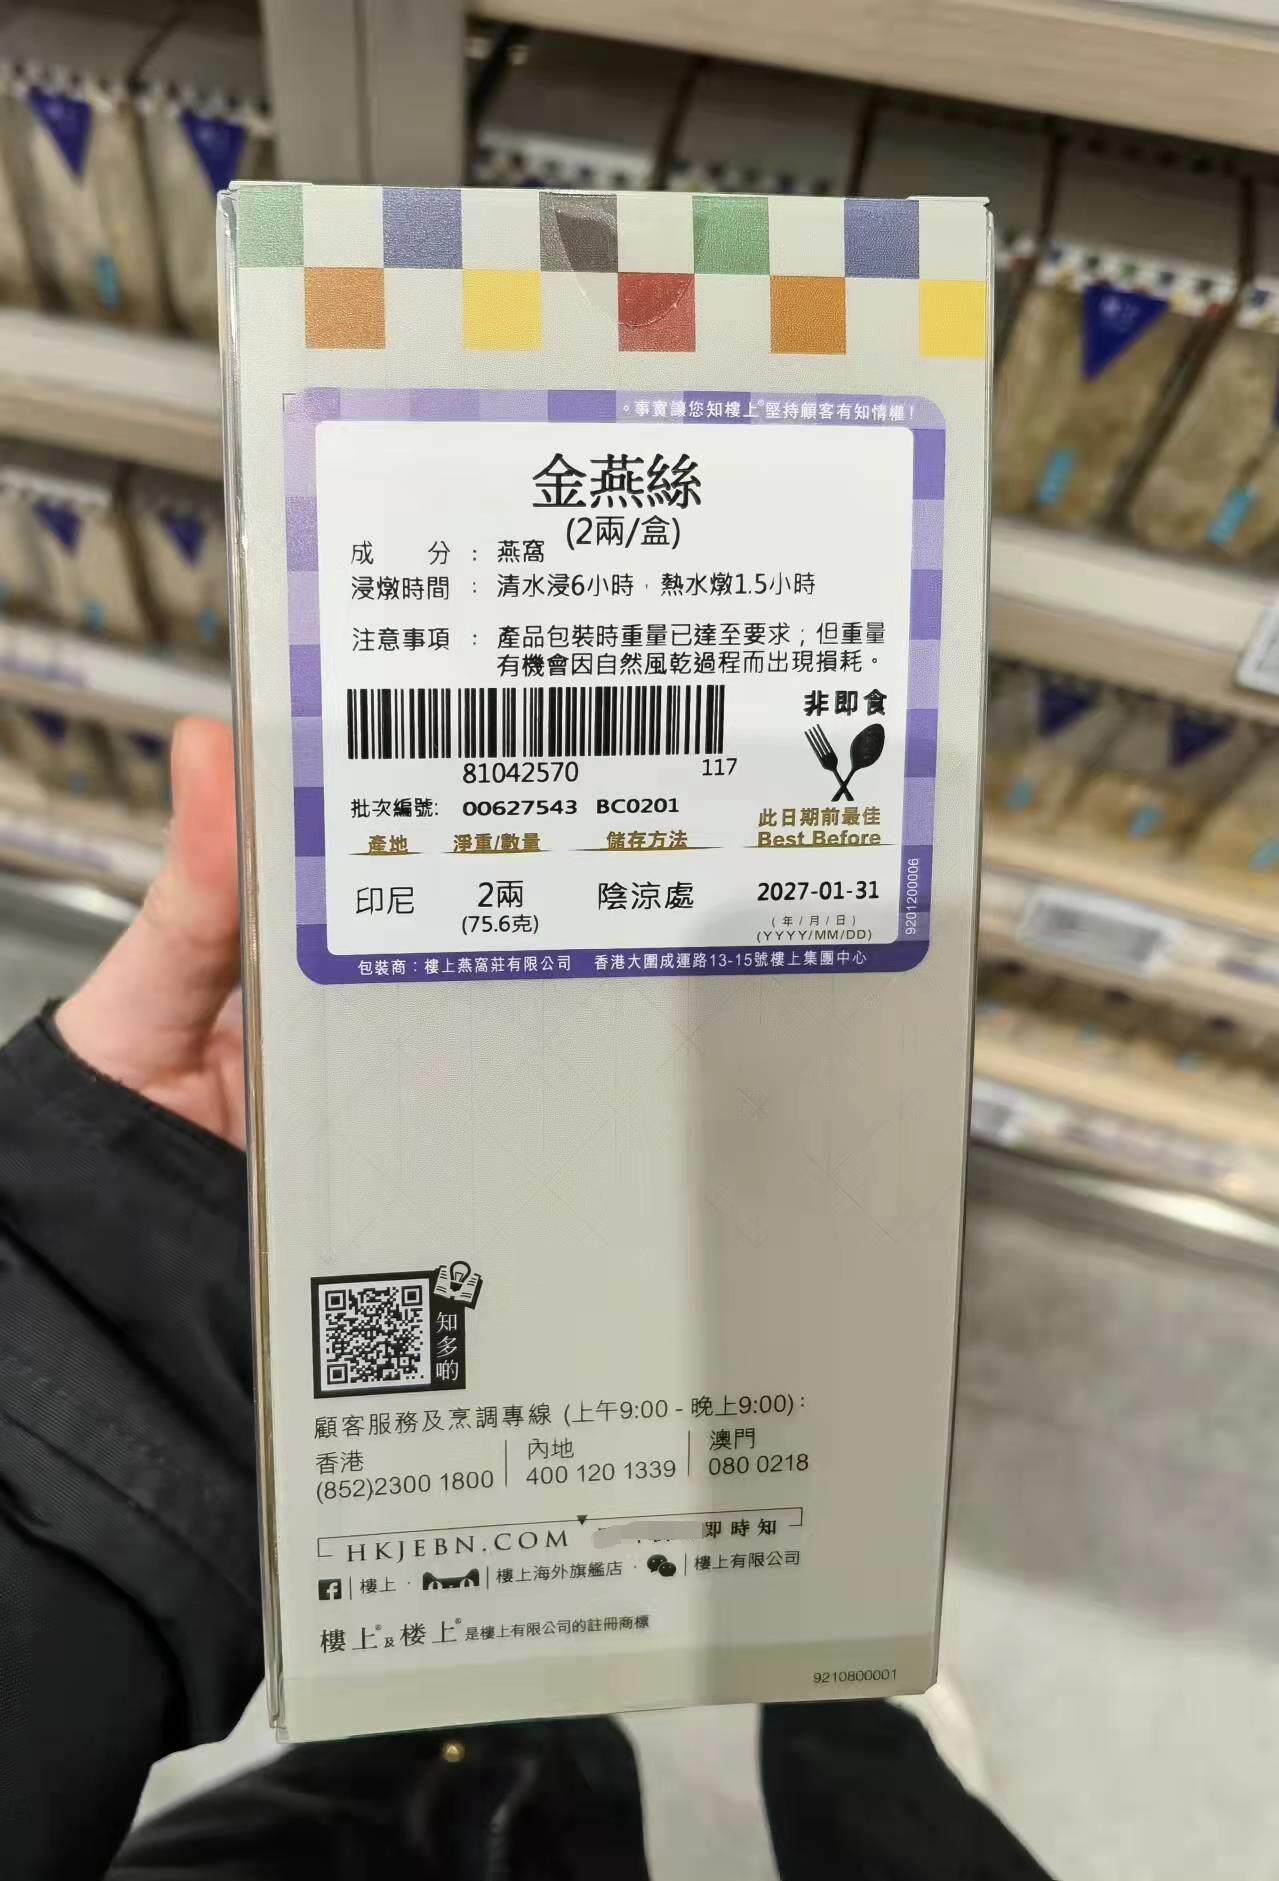 。事實讓您知樓上®堅持顧客有知情權！
金燕絲
(2兩/盒)
成　　分 : 燕窩
浸燉時間 : 清水浸6小時，熱水燉1.5小時
注意事項 : 產品包裝時重量已達至要求；但重量
有機會因自然風乾過程而出現損耗。
非即食
81042570 117
批次編號: 00627543 BC0201
此日期前最佳
Best Before
產地 淨重/數量 儲存方法
印尼 2兩 陰涼處 2027-01-31
(75.6克)
(年/月/日)
(YYYY/MM/DD)
9201200006
包裝商：樓上燕窩莊有限公司 香港大圍成運路13-15號樓上集團中心
知多啲
顧客服務及烹調專線 (上午9:00 - 晚上9:00)：
香港 內地 澳門
(852)2300 1800 400 120 1339 080 0218
HKJEBN.COM 即時知
樓上 · 樓上海外旗艦店 · 樓上有限公司
樓上®及楼上®是樓上有限公司的註冊商標
9210800001